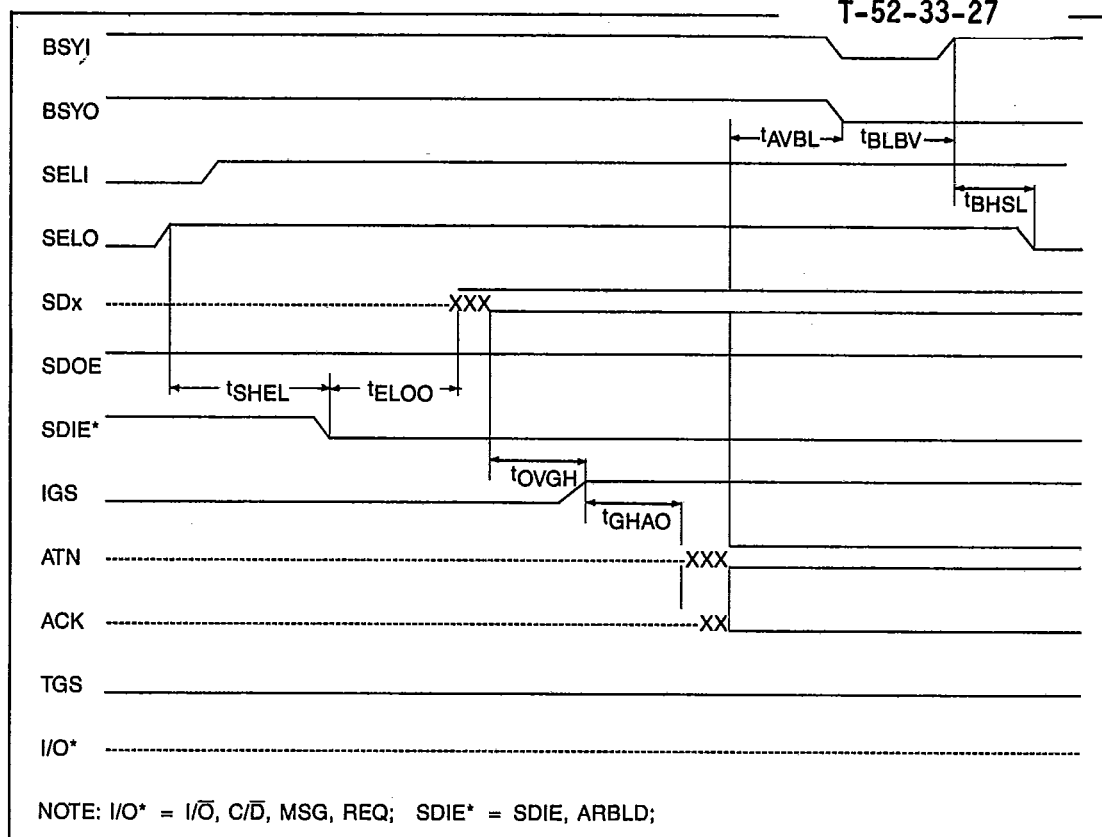 T-52-33-27
BSYI
BSYO
tAVBL tBLBV
SELI
tBHSL
SELO
SDx XXX
SDOE
tSHEL tELOO
SDIE*
tOVGH
IGS
tGHAO
ATN XXX
ACK XX
TGS
I/O*
NOTE: I/O* = I/O̅, C/D̅, MSG, REQ; SDIE* = SDIE, ARBLD;